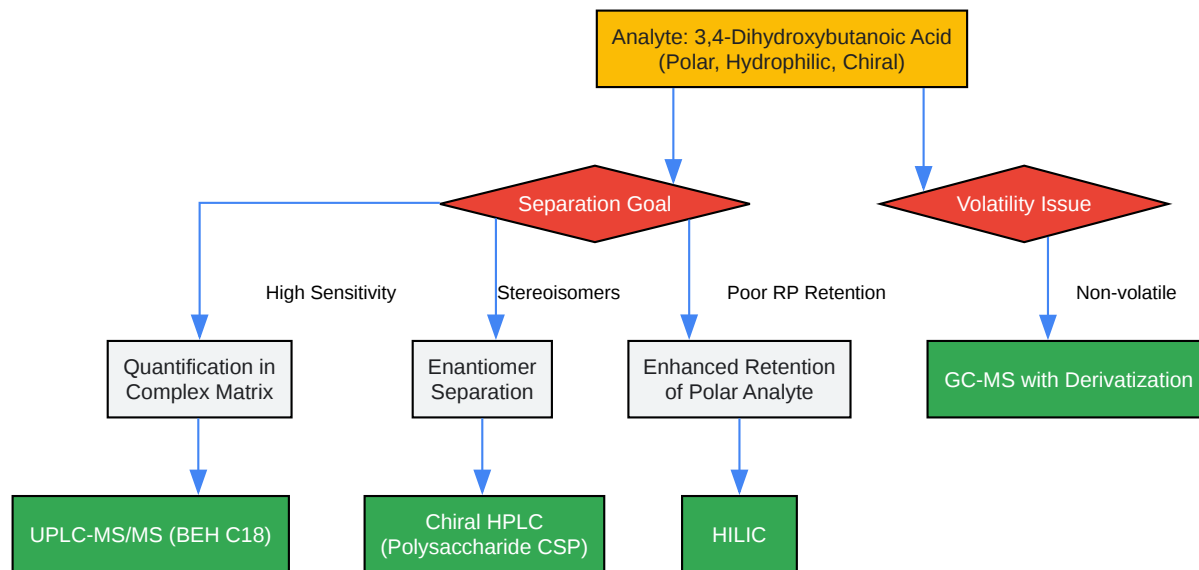 Analyte: 3,4-Dihydroxybutanoic Acid
(Polar, Hydrophilic, Chiral)
Separation Goal
Volatility Issue
High Sensitivity
Stereoisomers
Poor RP Retention
Non-volatile
Quantification in
Complex Matrix
Enantiomer
Separation
Enhanced Retention
of Polar Analyte
GC-MS with Derivatization
UPLC-MS/MS (BEH C18)
Chiral HPLC
(Polysaccharide CSP)
HILIC